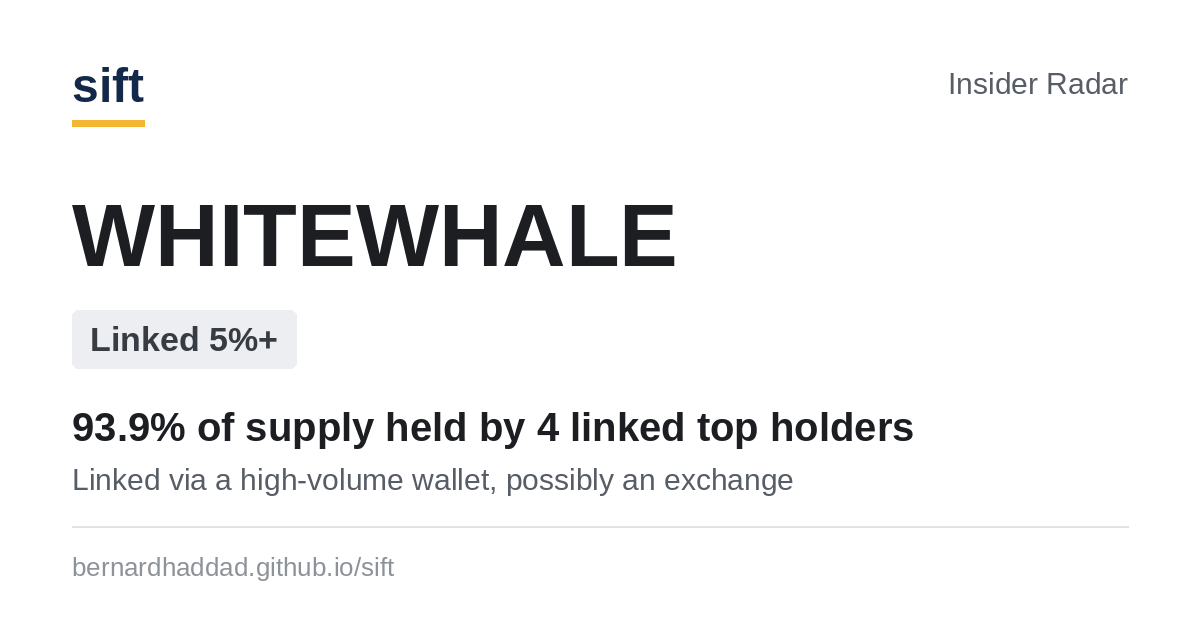 sift
Insider Radar
WHITEWHALE
Linked 5%+
93.9% of supply held by 4 linked top holders
Linked via a high-volume wallet, possibly an exchange
bernardhaddad.github.io/sift